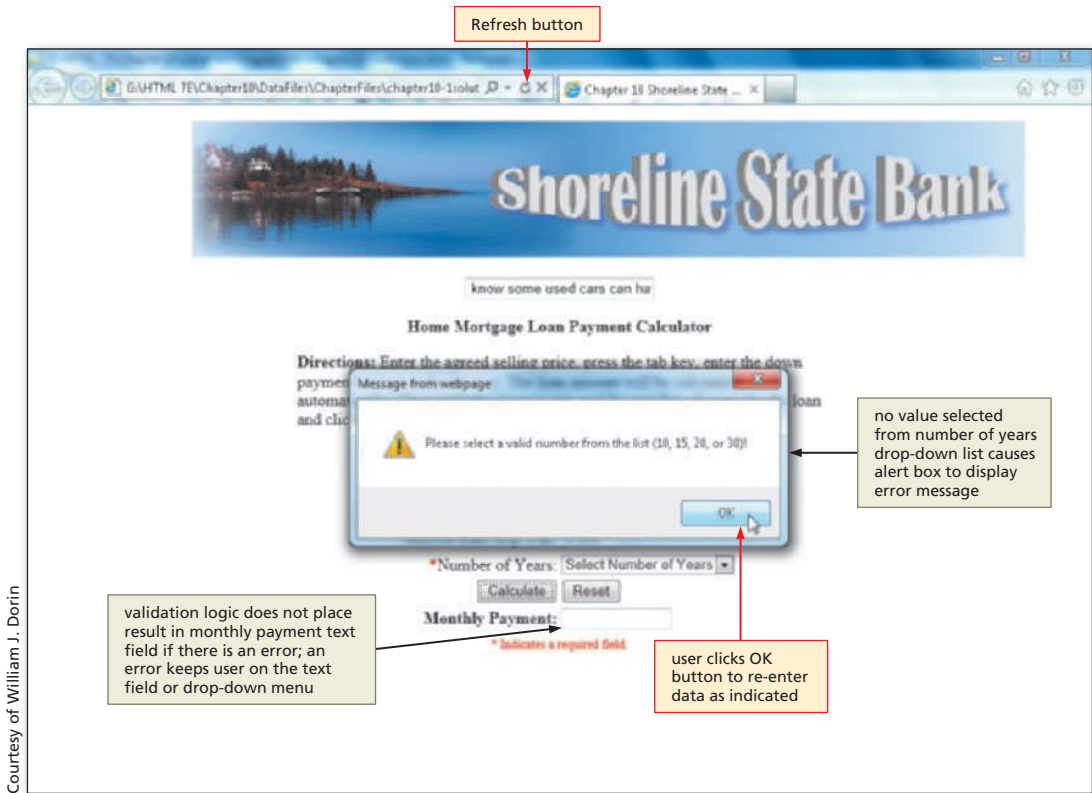 Refresh button
G:\HTML 7E\Chapter10\DataFiles\ChapterFiles\chapter10-1solut
Chapter 10 Shoreline State ...
Shoreline State Bank
know some used cars can ha
Home Mortgage Loan Payment Calculator
Directions: Enter the agreed selling price, press the tab key, enter the down
paymen
automat
loan
and clic
Message from webpage
Please select a valid number from the list (10, 15, 20, or 30)!
OK
no value selected
from number of years
drop-down list causes
alert box to display
error message
*Number of Years: Select Number of Years
Calculate Reset
Monthly Payment:
* Indicates a required field.
validation logic does not place
result in monthly payment text
field if there is an error; an
error keeps user on the text
field or drop-down menu
user clicks OK
button to re-enter
data as indicated
Courtesy of William J. Dorin